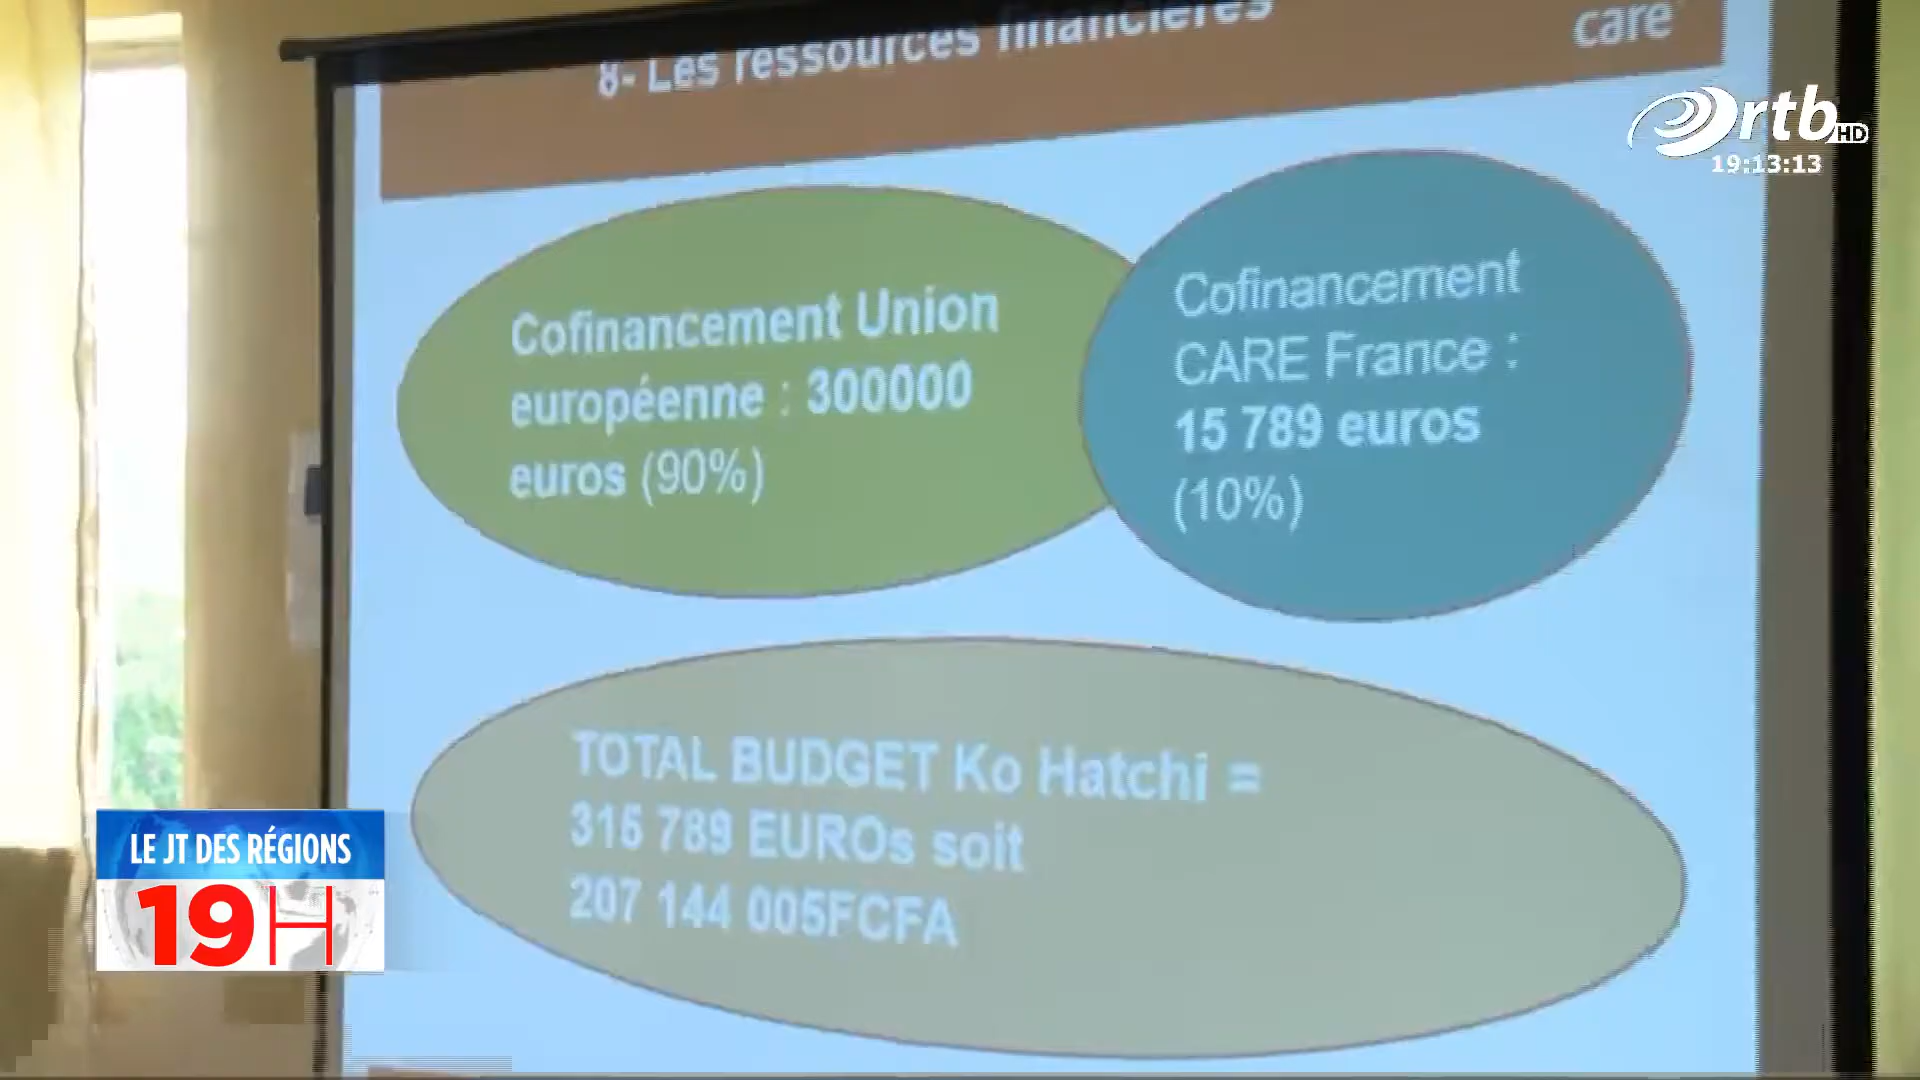 8- Les ressources financières
care
rtb HD
19:13:13
Cofinancement Union
européenne : 300000
euros (90%)
Cofinancement
CARE France :
15 789 euros
(10%)
TOTAL BUDGET Ko Hatchi =
315 789 EUROs soit
207 144 005FCFA
LE JT DES RÉGIONS
19H